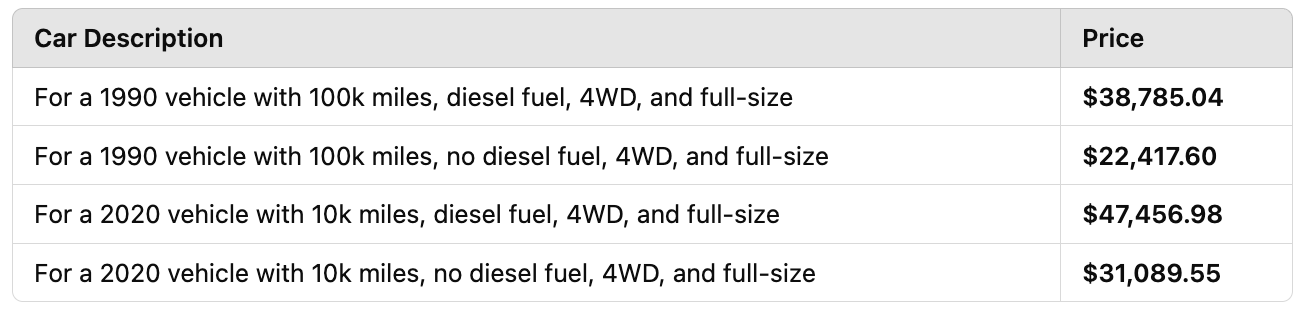 Car Description Price
For a 1990 vehicle with 100k miles, diesel fuel, 4WD, and full-size $38,785.04
For a 1990 vehicle with 100k miles, no diesel fuel, 4WD, and full-size $22,417.60
For a 2020 vehicle with 10k miles, diesel fuel, 4WD, and full-size $47,456.98
For a 2020 vehicle with 10k miles, no diesel fuel, 4WD, and full-size $31,089.55